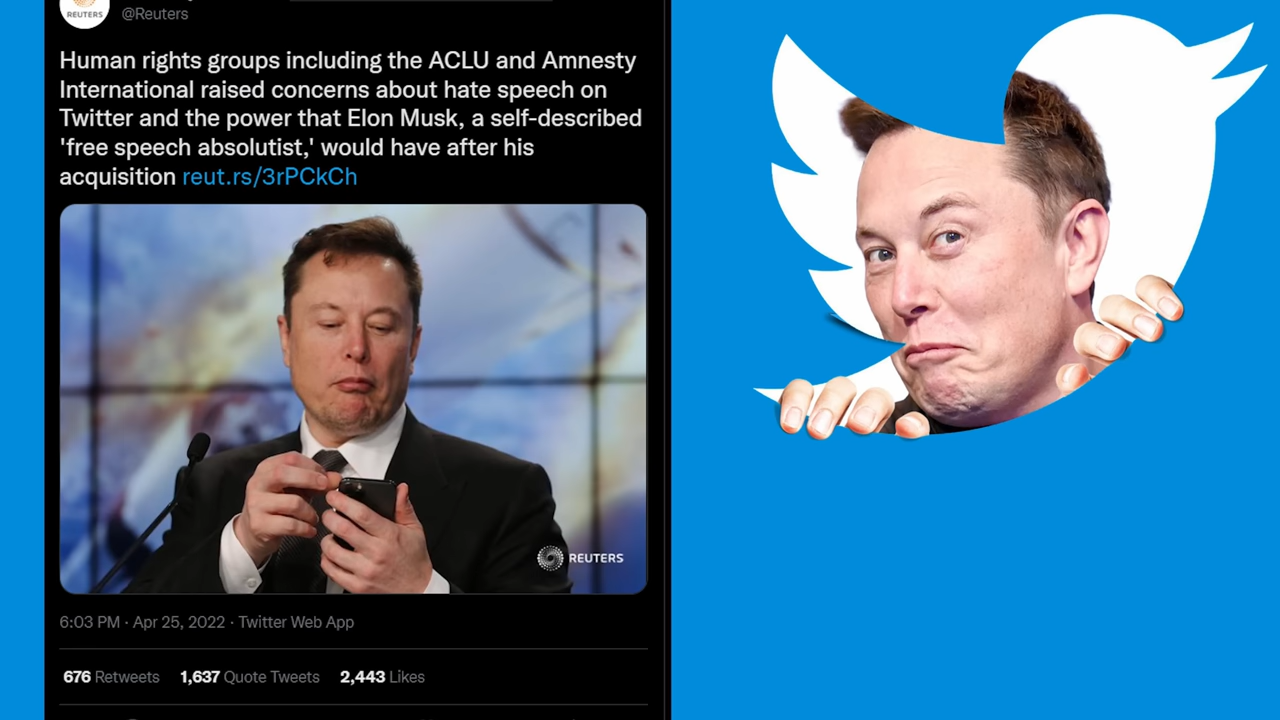 REUTERS
@Reuters
Human rights groups including the ACLU and Amnesty
International raised concerns about hate speech on
Twitter and the power that Elon Musk, a self-described
'free speech absolutist,' would have after his
acquisition reut.rs/3rPCkCh
REUTERS
6:03 PM · Apr 25, 2022 · Twitter Web App
676 Retweets 1,637 Quote Tweets 2,443 Likes